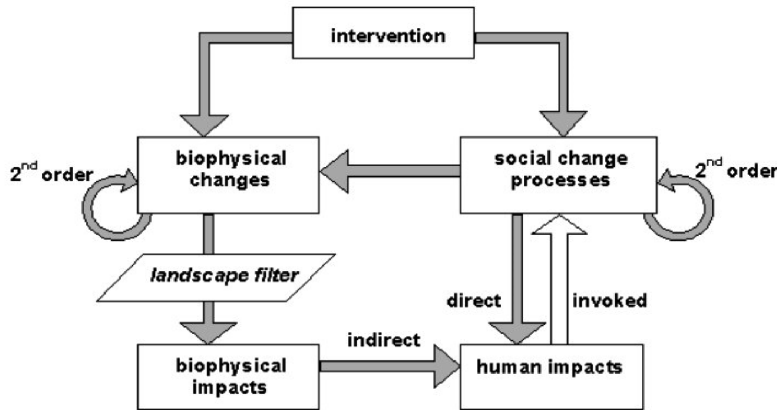 intervention
biophysical
changes
social change
processes
2nd order
2nd order
landscape filter
direct
invoked
indirect
biophysical
impacts
human impacts